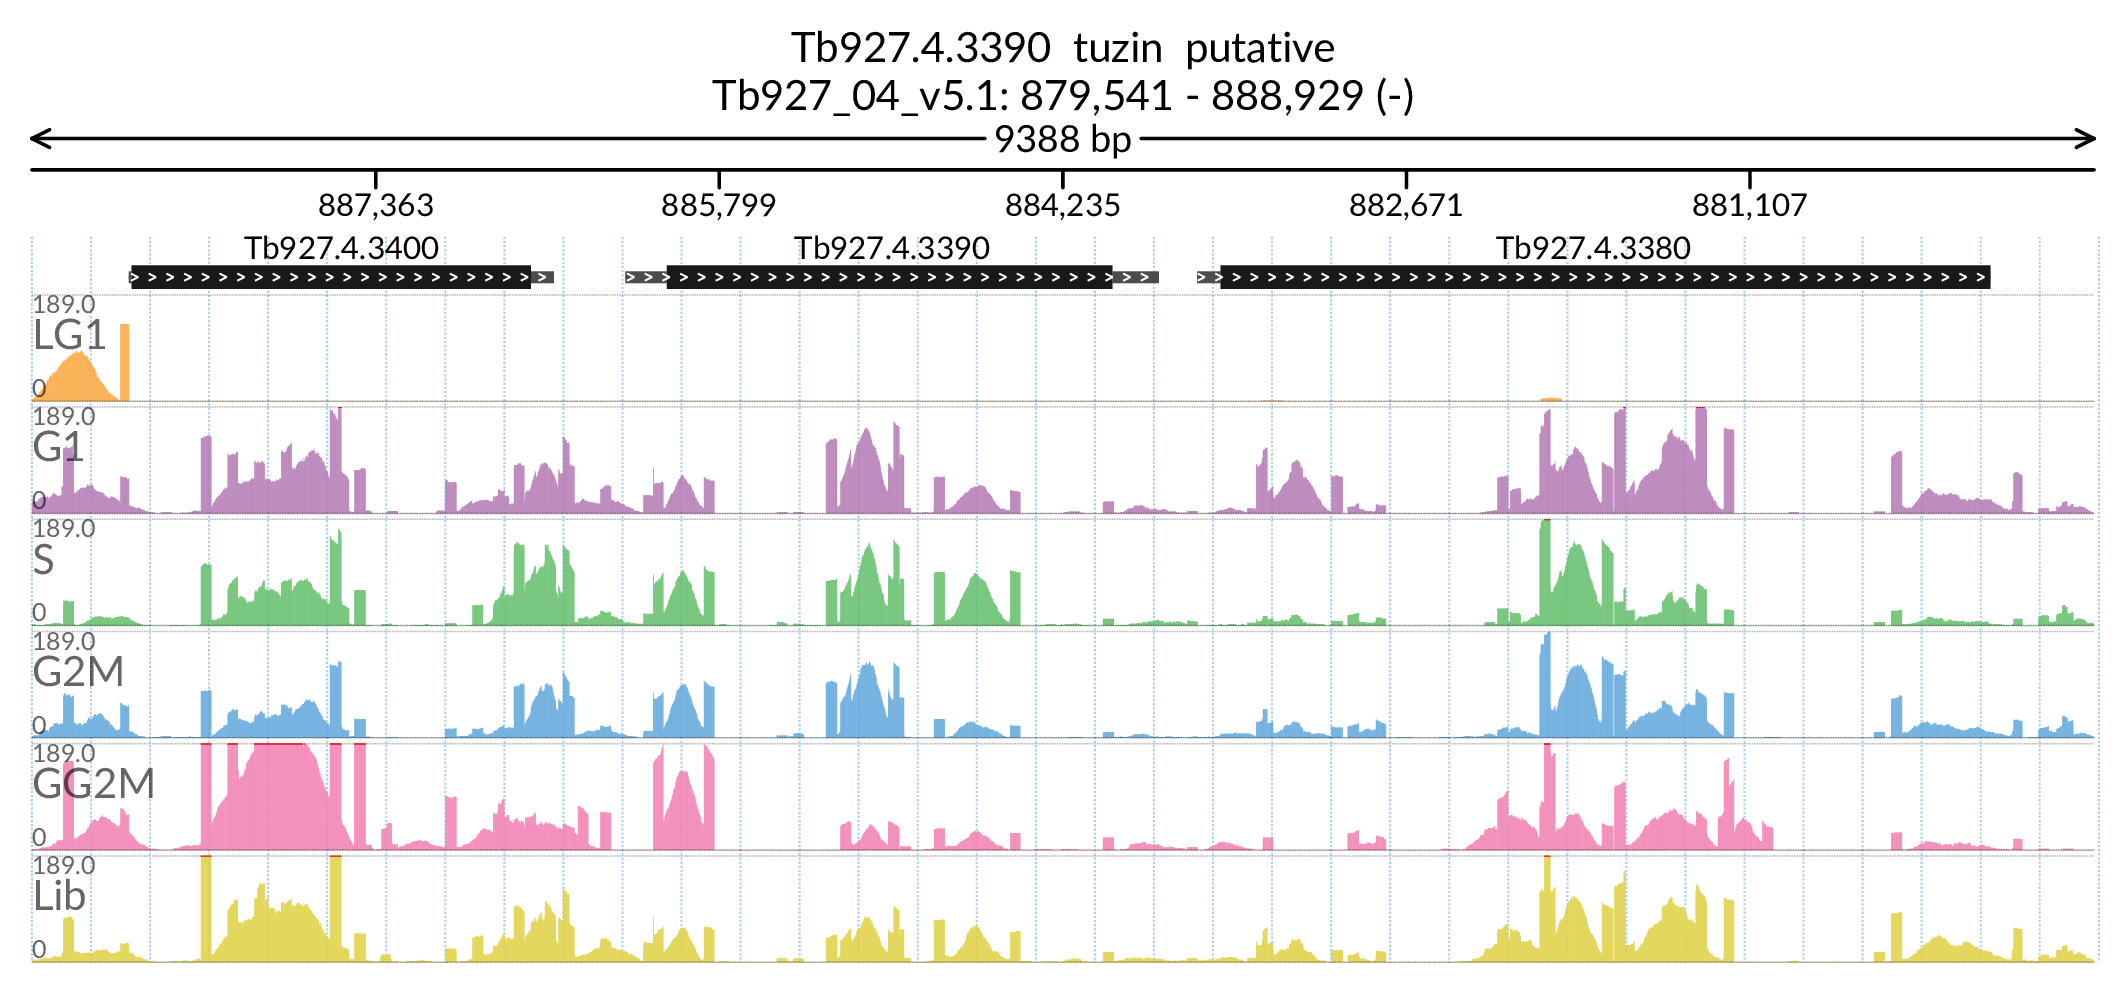 Tb927.4.3390 tuzin putative
Tb927_04_v5.1: 879,541 - 888,929 (-)
9388 bp
887,363 885,799 884,235 882,671 881,107
Tb927.4.3400 Tb927.4.3390 Tb927.4.3380
189.0
LG1
0
189.0
G1
0
189.0
S
0
189.0
G2M
0
189.0
GG2M
0
189.0
Lib
0